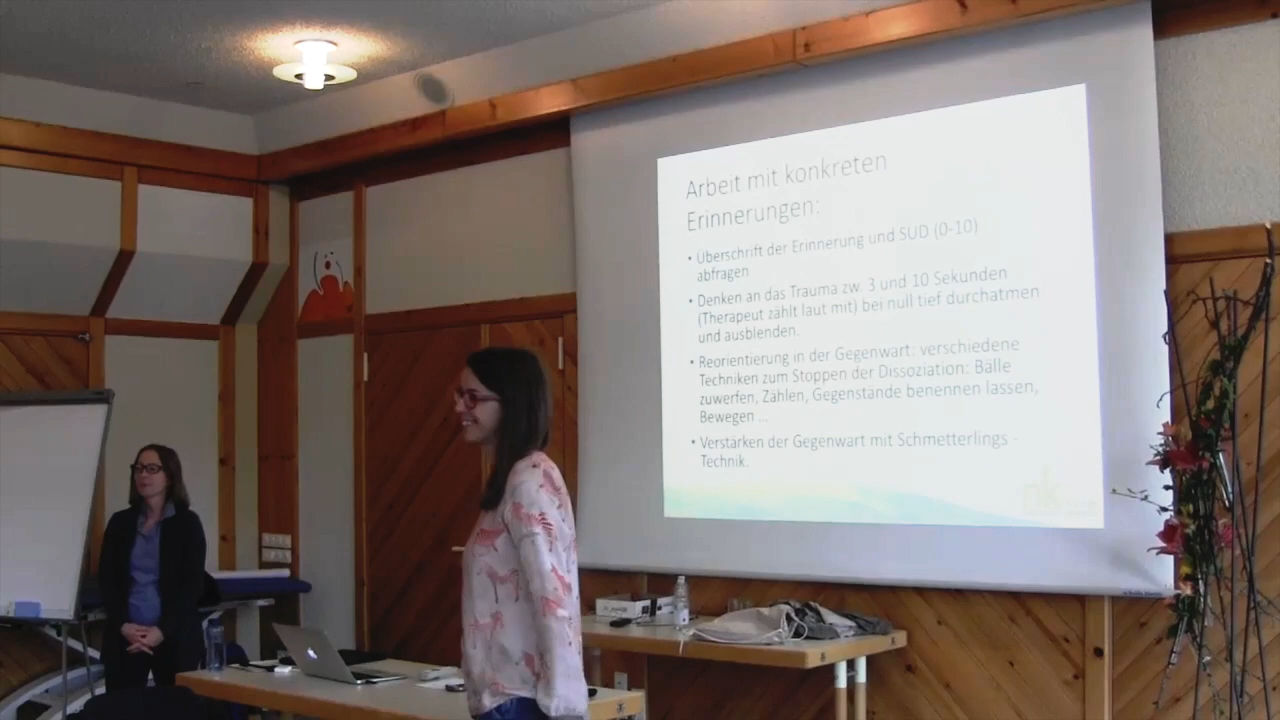 Arbeit mit konkreten
Erinnerungen:
• Überschrift der Erinnerung und SUD (0-10)
abfragen
• Denken an das Trauma zw. 3 und 10 Sekunden
(Therapeut zählt laut mit) bei null tief durchatmen
und ausblenden.
• Reorientierung in der Gegenwart: verschiedene
Techniken zum Stoppen der Dissoziation: Bälle
zuwerfen, Zählen, Gegenstände benennen lassen,
Bewegen ...
• Verstärken der Gegenwart mit Schmetterlings -
Technik.